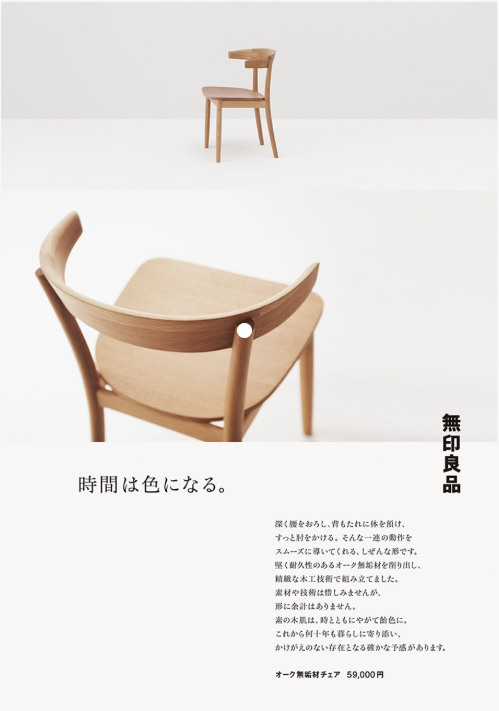 無印良品
時間は色になる。
深く腰をおろし、背もたれに体を預け、
すっと肘をかける。そんな一連の動作を
スムーズに導いてくれる、しぜんな形です。
堅く耐久性のあるオーク無垢材を削り出し、
精緻な木工技術で組み立てました。
素材や技術は惜しみませんが、
形に余計はありません。
素の木肌は、時とともにやがて飴色に。
これから何十年も暮らしに寄り添い、
かけがえのない存在となる確かな予感があります。
オーク無垢材チェア 59,000円